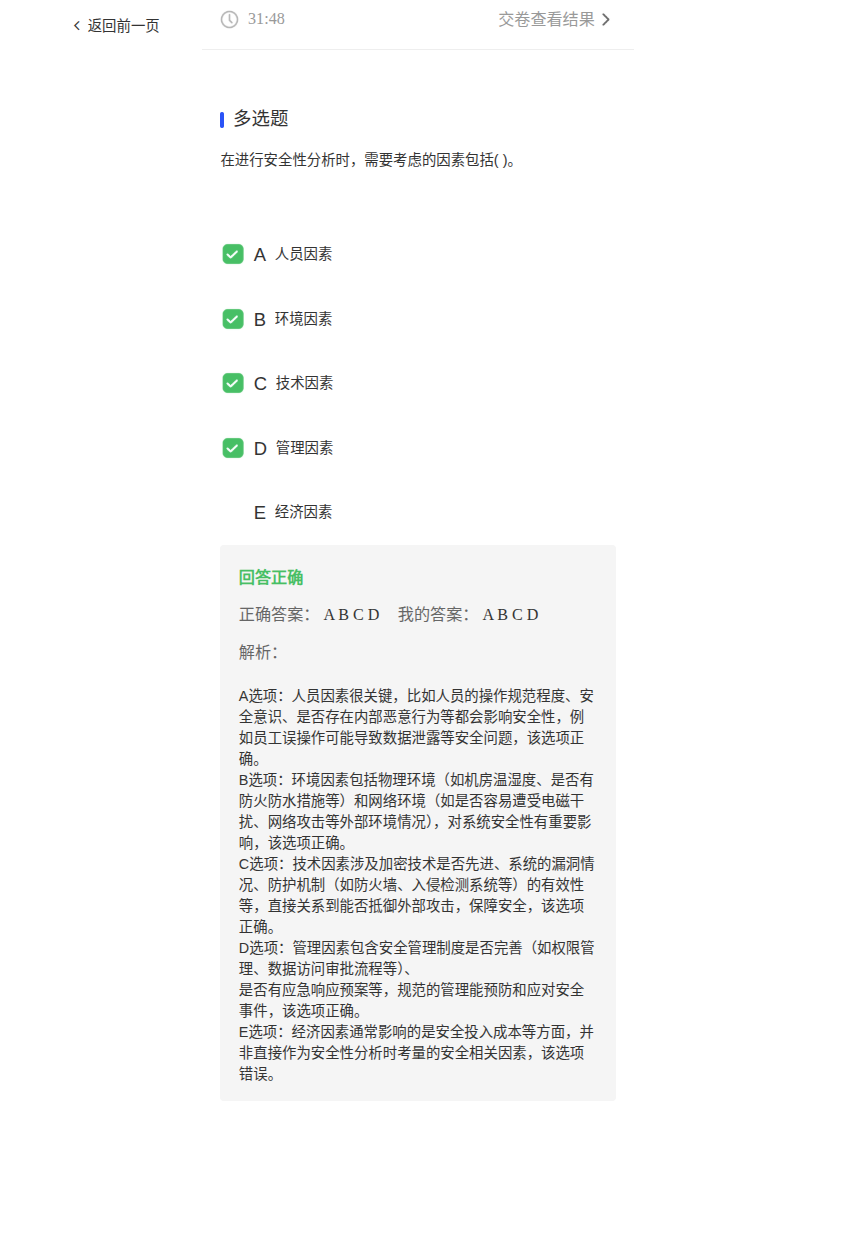 返回前一页
31:48
交卷查看结果
多选题
在进行安全性分析时，需要考虑的因素包括( )。
A 人员因素
B 环境因素
C 技术因素
D 管理因素
E 经济因素
回答正确
正确答案： A B C D 我的答案： A B C D
解析：
A选项：人员因素很关键，比如人员的操作规范程度、安
全意识、是否存在内部恶意行为等都会影响安全性，例
如员工误操作可能导致数据泄露等安全问题，该选项正
确。
B选项：环境因素包括物理环境（如机房温湿度、是否有
防火防水措施等）和网络环境（如是否容易遭受电磁干
扰、网络攻击等外部环境情况），对系统安全性有重要影
响，该选项正确。
C选项：技术因素涉及加密技术是否先进、系统的漏洞情
况、防护机制（如防火墙、入侵检测系统等）的有效性
等，直接关系到能否抵御外部攻击，保障安全，该选项
正确。
D选项：管理因素包含安全管理制度是否完善（如权限管
理、数据访问审批流程等）、
是否有应急响应预案等，规范的管理能预防和应对安全
事件，该选项正确。
E选项：经济因素通常影响的是安全投入成本等方面，并
非直接作为安全性分析时考量的安全相关因素，该选项
错误。